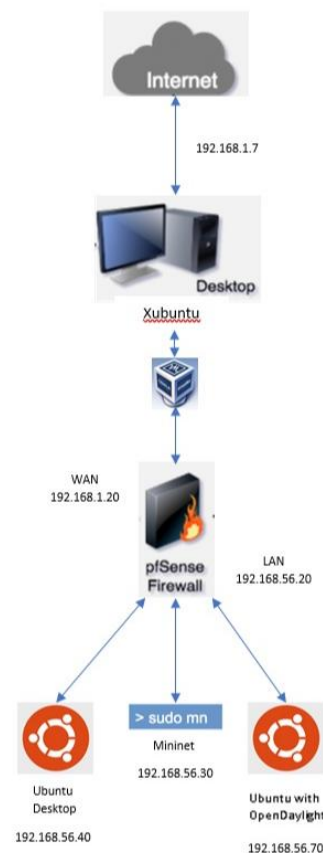 Internet
192.168.1.7
Desktop
Xubuntu
WAN
192.168.1.20
pfSense
Firewall
LAN
192.168.56.20
> sudo mn
Mininet
192.168.56.30
Ubuntu
Desktop
192.168.56.40
Ubuntu with
OpenDaylight
192.168.56.70